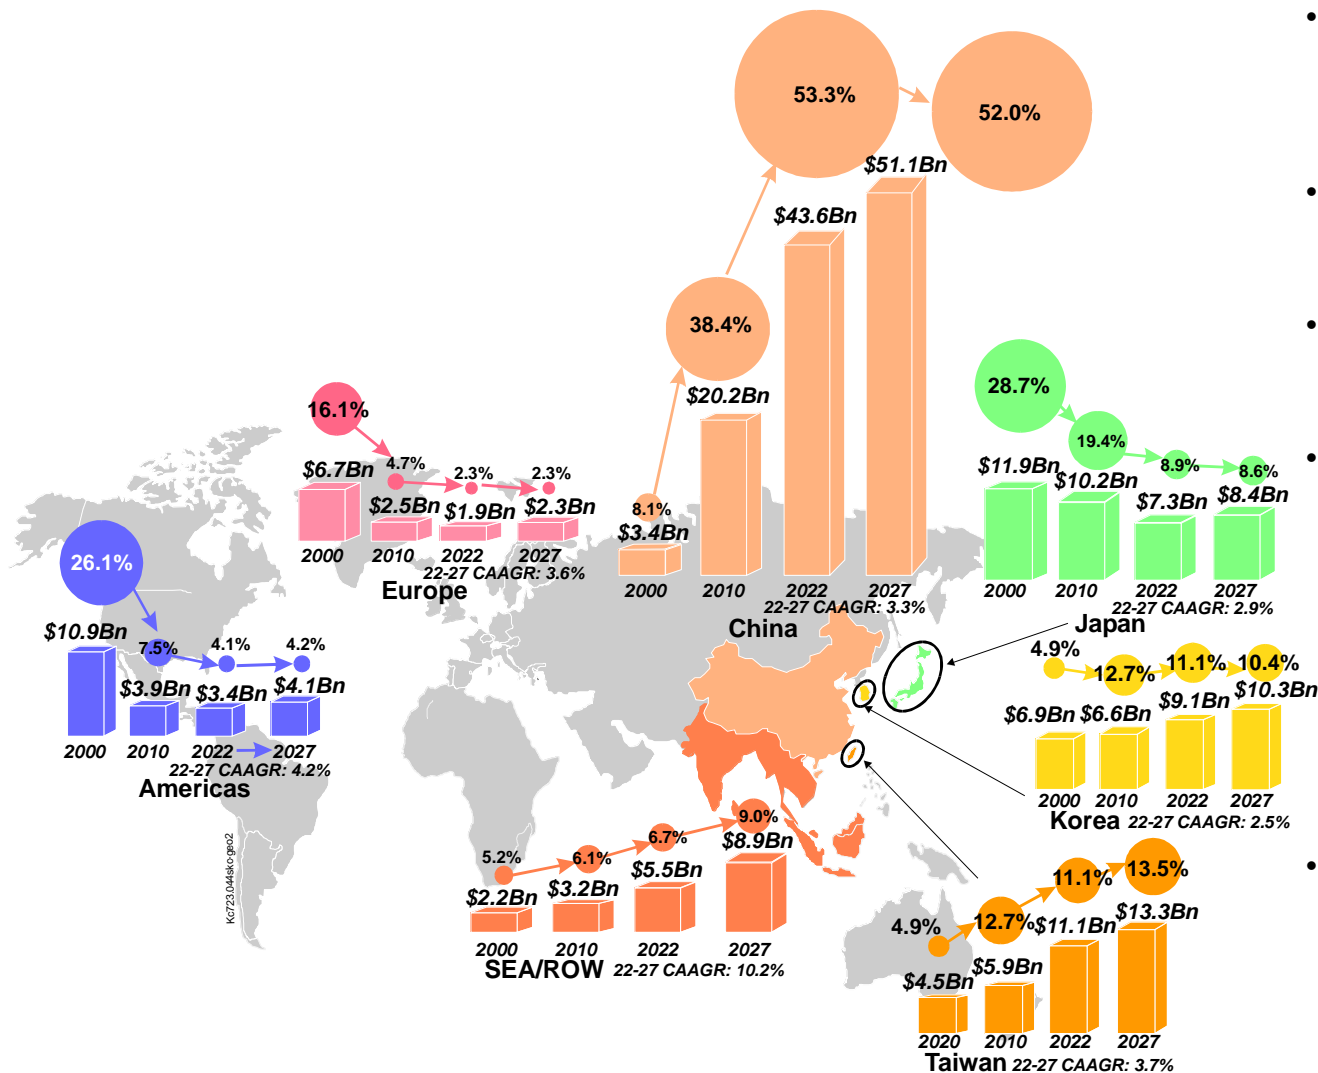 53.3%
52.0%
$51.1Bn
$43.6Bn
38.4%
$20.2Bn
8.1%
$3.4Bn
2000
2010
2022
2027
22-27 CAAGR: 3.3%
China
16.1%
4.7%
2.3%
2.3%
$6.7Bn
$2.5Bn
$1.9Bn
$2.3Bn
2000
2010
2022
2027
22-27 CAAGR: 3.6%
Europe
28.7%
19.4%
8.9%
8.6%
$11.9Bn
$10.2Bn
$7.3Bn
$8.4Bn
2000
2010
2022
2027
22-27 CAAGR: 2.9%
Japan
26.1%
7.5%
4.1%
4.2%
$10.9Bn
$3.9Bn
$3.4Bn
$4.1Bn
2000
2010
2022
2027
22-27 CAAGR: 4.2%
Americas
4.9%
12.7%
11.1%
10.4%
$6.9Bn
$6.6Bn
$9.1Bn
$10.3Bn
2000
2010
2022
2027
Korea 22-27 CAAGR: 2.5%
5.2%
6.1%
6.7%
9.0%
$2.2Bn
$3.2Bn
$5.5Bn
$8.9Bn
2000
2010
2022
2027
SEA/ROW 22-27 CAAGR: 10.2%
4.9%
12.7%
11.1%
13.5%
$4.5Bn
$5.9Bn
$11.1Bn
$13.3Bn
2020
2010
2022
2027
Taiwan 22-27 CAAGR: 3.7%
Kc723.044sko-geo2